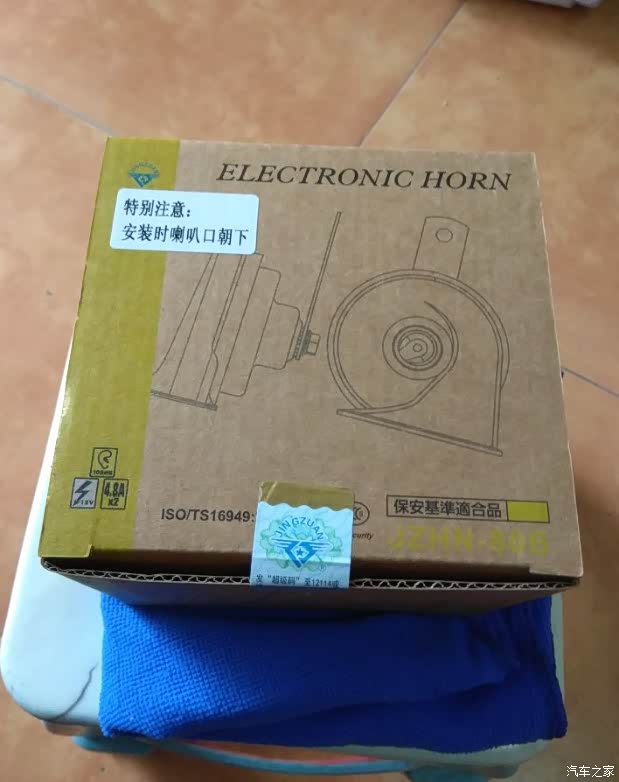 ELECTRONIC HORN
特别注意：
安装时喇叭口朝下
4.8A
X2
ISO/TS16949:
保安基準適合品
JZHN-80B
JINGZUAN
汽车之家